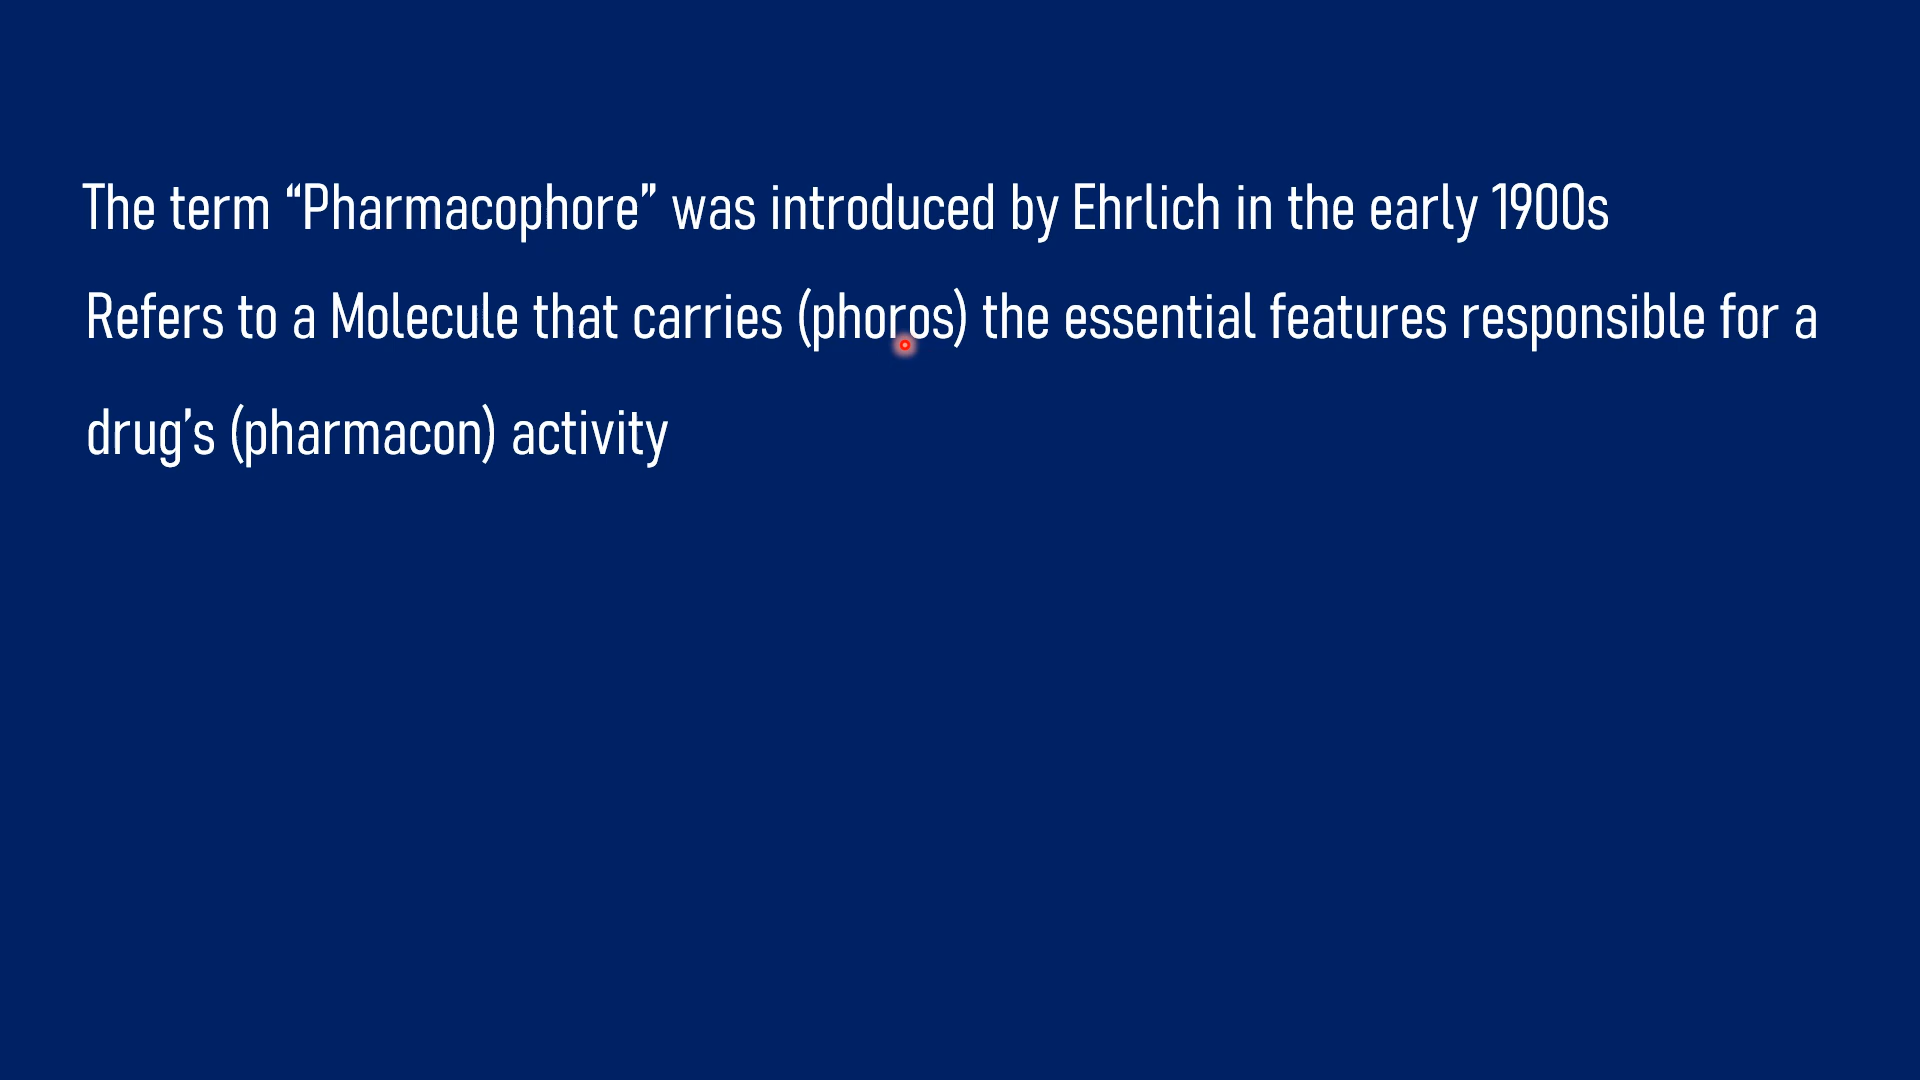 The term “Pharmacophore” was introduced by Ehrlich in the early 1900s
Refers to a Molecule that carries (phoros) the essential features responsible for a
drug’s (pharmacon) activity